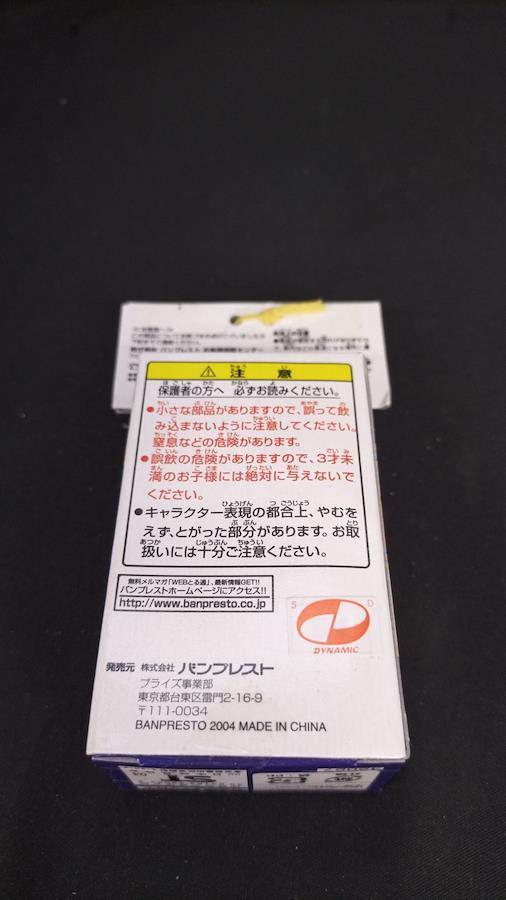 ⚠ 注意
保護者の方へ 必ずお読みください。
●小さな部品がありますので、誤って飲
み込まないように注意してください。
窒息などの危険があります。
●誤飲の危険がありますので、3才未
満のお子様には絶対に与えないで
ください。
●キャラクター表現の都合上、やむを
えず、とがった部分があります。お取
扱いには十分ご注意ください。
無料メルマガ「WEBとる通」、最新情報GET!!
バンプレストホームページにアクセス!!
http://www.banpresto.co.jp
S D
DYNAMIC
発売元 株式会社 バンプレスト
プライズ事業部
東京都台東区雷門2-16-9
〒111-0034
BANPRESTO 2004 MADE IN CHINA